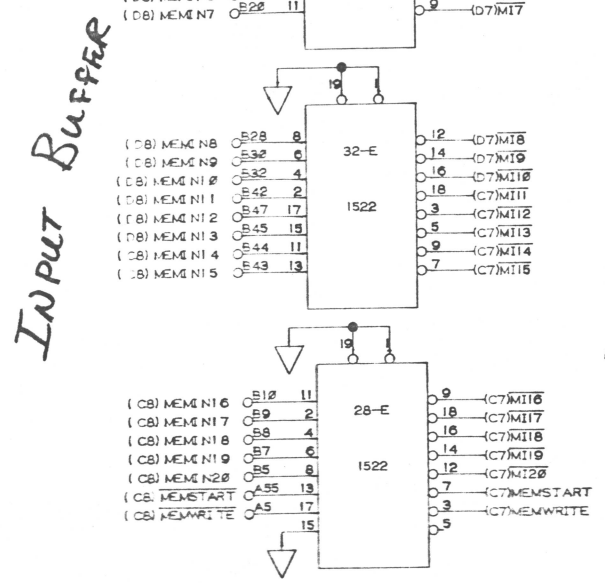 (D8) MEMIN7 B20 11 9 (D7)MI7
INPUT BUFFER
19 1
32-E
1522
(D8) MEMIN8 B28 8 12 (D7)MI8
(D8) MEMIN9 B30 6 14 (D7)MI9
(D8) MEMIN10 B32 4 16 (D7)MI10
(D8) MEMIN11 B42 2 18 (C7)MI11
(D8) MEMIN12 B47 17 3 (C7)MI12
(D8) MEMIN13 B45 15 5 (C7)MI13
(C8) MEMIN14 B44 11 9 (C7)MI14
(C8) MEMIN15 B43 13 7 (C7)MI15
19 1
28-E
1522
(C8) MEMIN16 B10 11 9 (C7)MI16
(C8) MEMIN17 B9 2 18 (C7)MI17
(C8) MEMIN18 B8 4 16 (C7)MI18
(C8) MEMIN19 B7 6 14 (C7)MI19
(C8) MEMIN20 B5 8 12 (C7)MI20
(C8) MEMSTART A55 13 7 (C7)MEMSTART
(C8) MEMWRITE A5 17 3 (C7)MEMWRITE
15 5